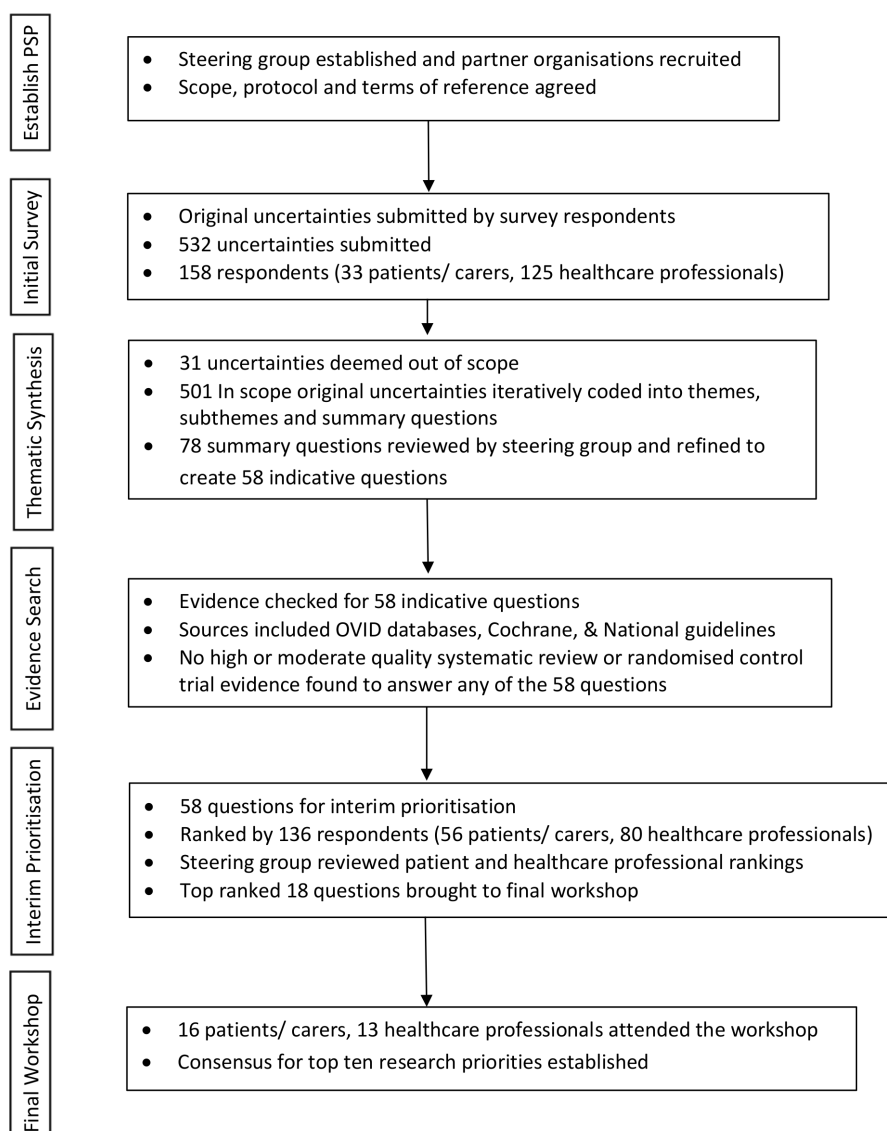 Establish PSP
• Steering group established and partner organisations recruited
• Scope, protocol and terms of reference agreed
Initial Survey
• Original uncertainties submitted by survey respondents
• 532 uncertainties submitted
• 158 respondents (33 patients/ carers, 125 healthcare professionals)
Thematic Synthesis
• 31 uncertainties deemed out of scope
• 501 In scope original uncertainties iteratively coded into themes,
subthemes and summary questions
• 78 summary questions reviewed by steering group and refined to
create 58 indicative questions
Evidence Search
• Evidence checked for 58 indicative questions
• Sources included OVID databases, Cochrane, & National guidelines
• No high or moderate quality systematic review or randomised control
trial evidence found to answer any of the 58 questions
Interim Prioritisation
• 58 questions for interim prioritisation
• Ranked by 136 respondents (56 patients/ carers, 80 healthcare professionals)
• Steering group reviewed patient and healthcare professional rankings
• Top ranked 18 questions brought to final workshop
Final Workshop
• 16 patients/ carers, 13 healthcare professionals attended the workshop
• Consensus for top ten research priorities established